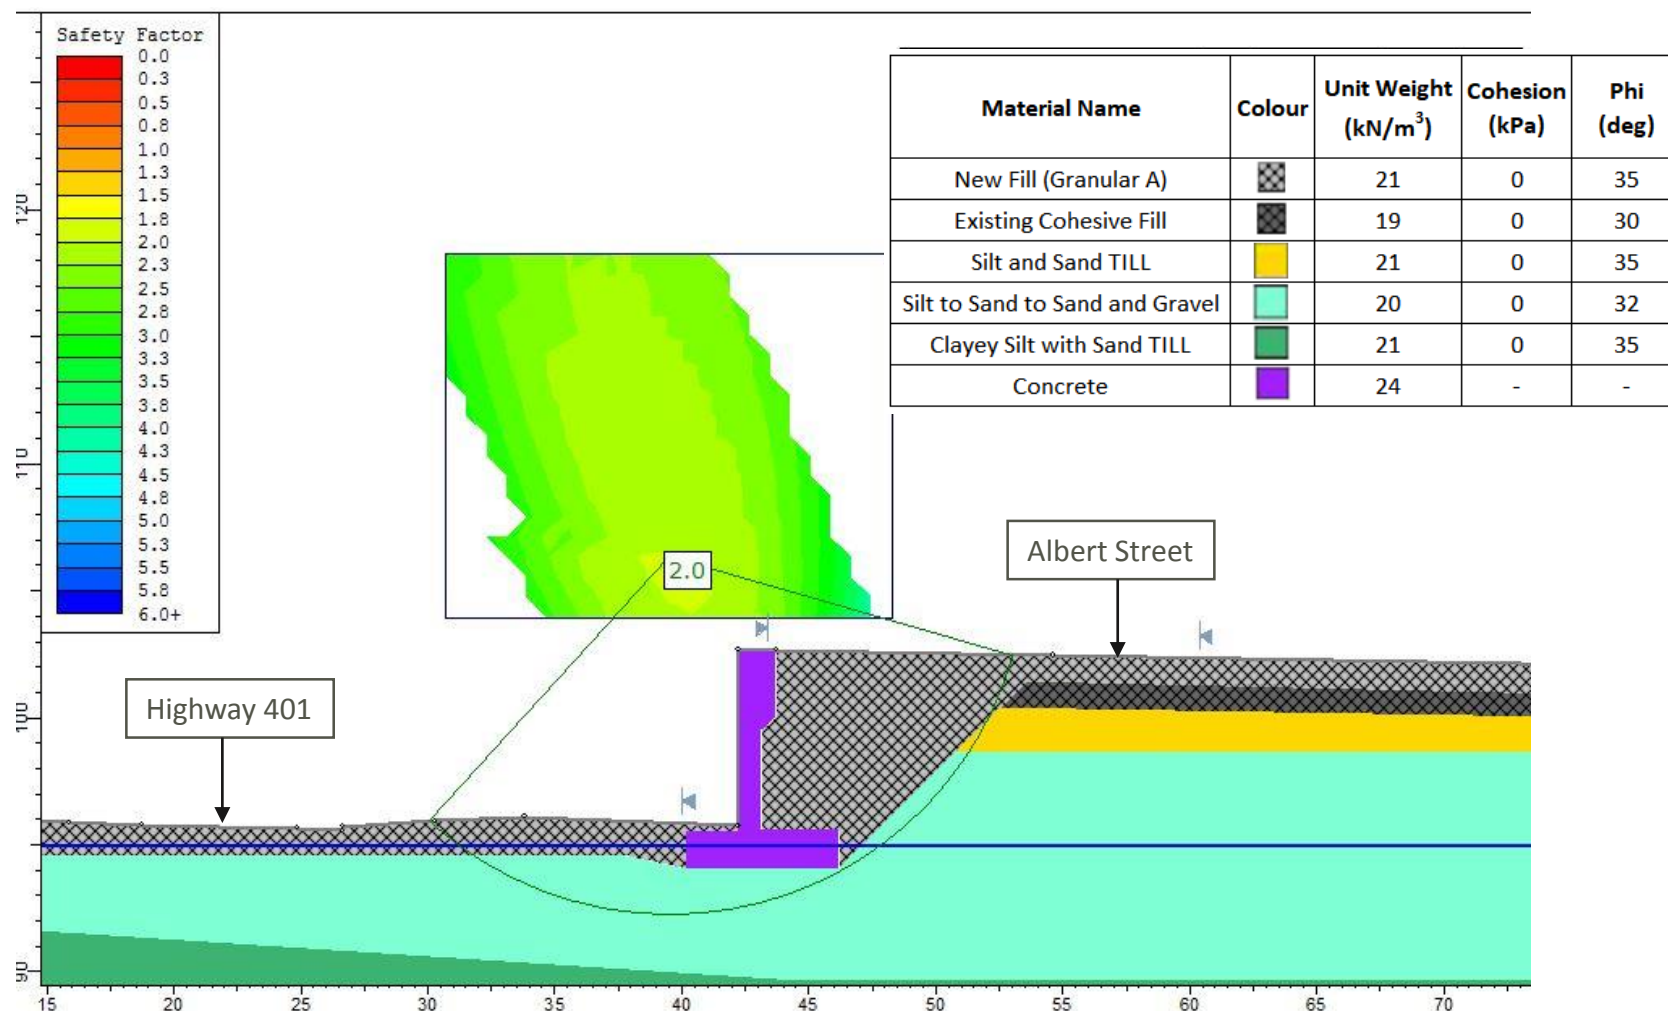 Safety Factor
0.0
0.3
0.5
0.8
1.0
1.3
1.5
1.8
2.0
2.3
2.5
2.8
3.0
3.3
3.5
3.8
4.0
4.3
4.5
4.8
5.0
5.3
5.5
5.8
6.0+
Material Name Colour Unit Weight (kN/m³) Cohesion (kPa) Phi (deg)
New Fill (Granular A) 21 0 35
Existing Cohesive Fill 19 0 30
Silt and Sand TILL 21 0 35
Silt to Sand to Sand and Gravel 20 0 32
Clayey Silt with Sand TILL 21 0 35
Concrete 24 - -
120
110
100
90
2.0
Albert Street
Highway 401
15 20 25 30 35 40 45 50 55 60 65 70